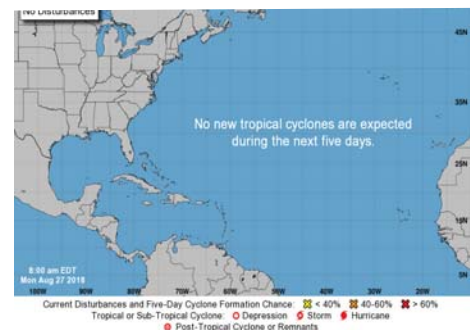 No Disturbances
45N
No new tropical cyclones are expected
during the next five days.
35N
25N
15N
8:00 am EDT
Mon Aug 27 2018
5N
100W 90W 80W 70W 60W 50W 40W 30W 20W
Current Disturbances and Five-Day Cyclone Formation Chance: < 40% 40-60% > 60%
Tropical or Sub-Tropical Cyclone: Depression Storm Hurricane
Post-Tropical Cyclone or Remnants